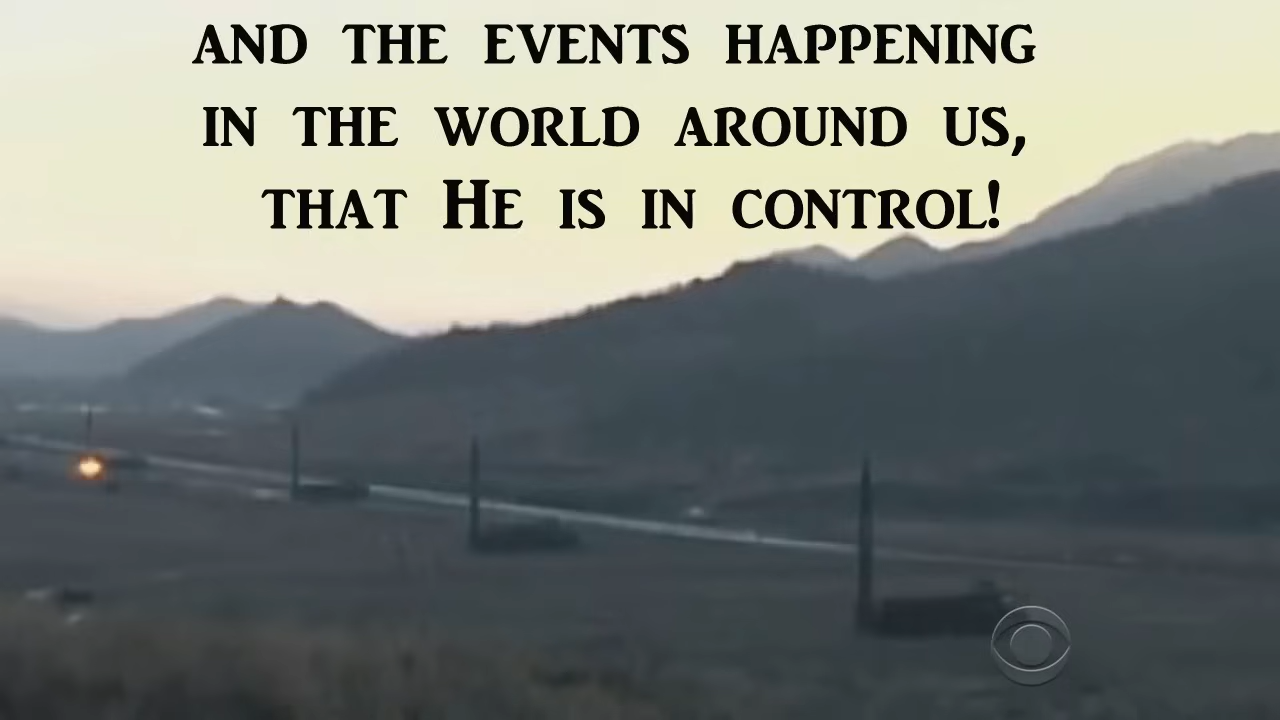 AND THE EVENTS HAPPENING
IN THE WORLD AROUND US,
THAT HE IS IN CONTROL!